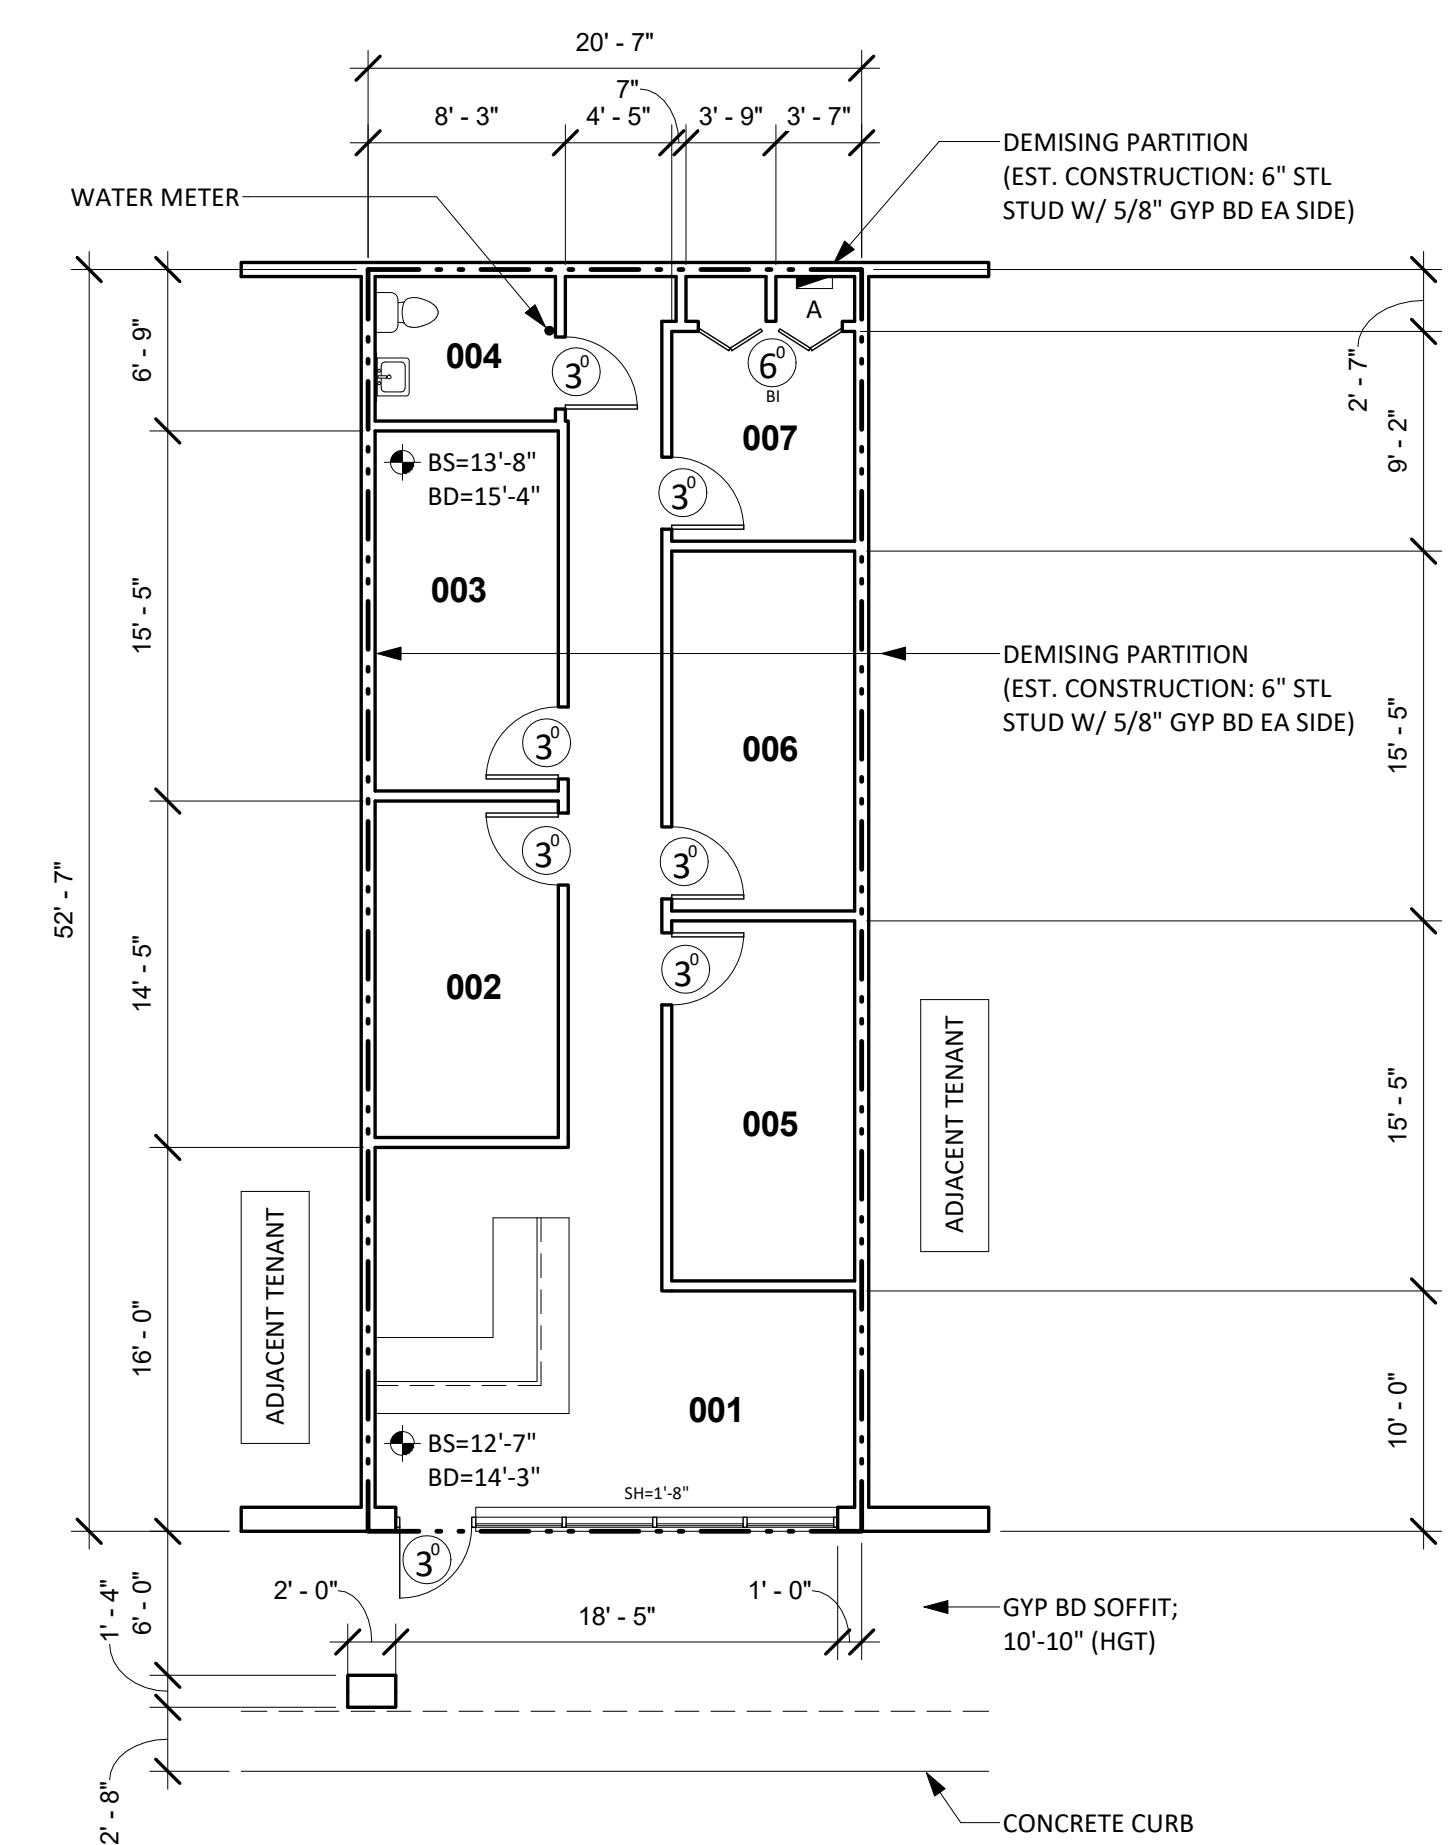 20' - 7"
7"
8' - 3"
4' - 5"
3' - 9"
3' - 7"
DEMISING PARTITION
(EST. CONSTRUCTION: 6" STL
STUD W/ 5/8" GYP BD EA SIDE)
WATER METER
A
6' - 9"
004
3⁰
6⁰
BI
2' - 7"
007
9' - 2"
BS=13'-8"
BD=15'-4"
3⁰
003
15' - 5"
DEMISING PARTITION
(EST. CONSTRUCTION: 6" STL
STUD W/ 5/8" GYP BD EA SIDE)
3⁰
006
15' - 5"
3⁰
3⁰
52' - 7"
14' - 5"
002
3⁰
ADJACENT TENANT
005
15' - 5"
ADJACENT TENANT
16' - 0"
001
10' - 0"
BS=12'-7"
BD=14'-3"
SH=1'-8"
3⁰
1' - 4"
6' - 0"
2' - 0"
18' - 5"
1' - 0"
GYP BD SOFFIT;
10'-10" (HGT)
2' - 8"
CONCRETE CURB